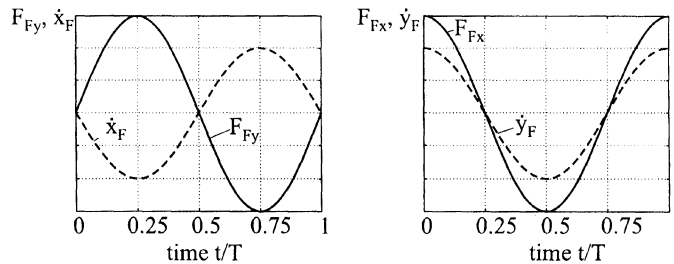 F_Fy, ẋ_F
ẋ_F
F_Fy
0 0.25 0.5 0.75 1
time t/T
F_Fx, ẏ_F
F_Fx
ẏ_F
0 0.25 0.5 0.75
time t/T